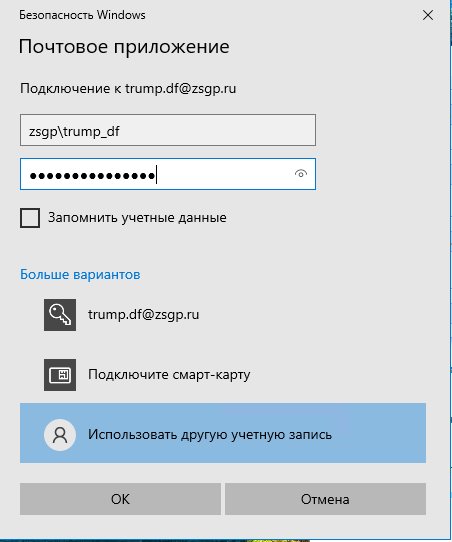 Безопасность Windows
Почтовое приложение
Подключение к trump.df@zsgp.ru
zsgp\trump_df
●●●●●●●●●●●●●●●
Запомнить учетные данные
Больше вариантов
trump.df@zsgp.ru
Подключите смарт-карту
Использовать другую учетную запись
ОК
Отмена